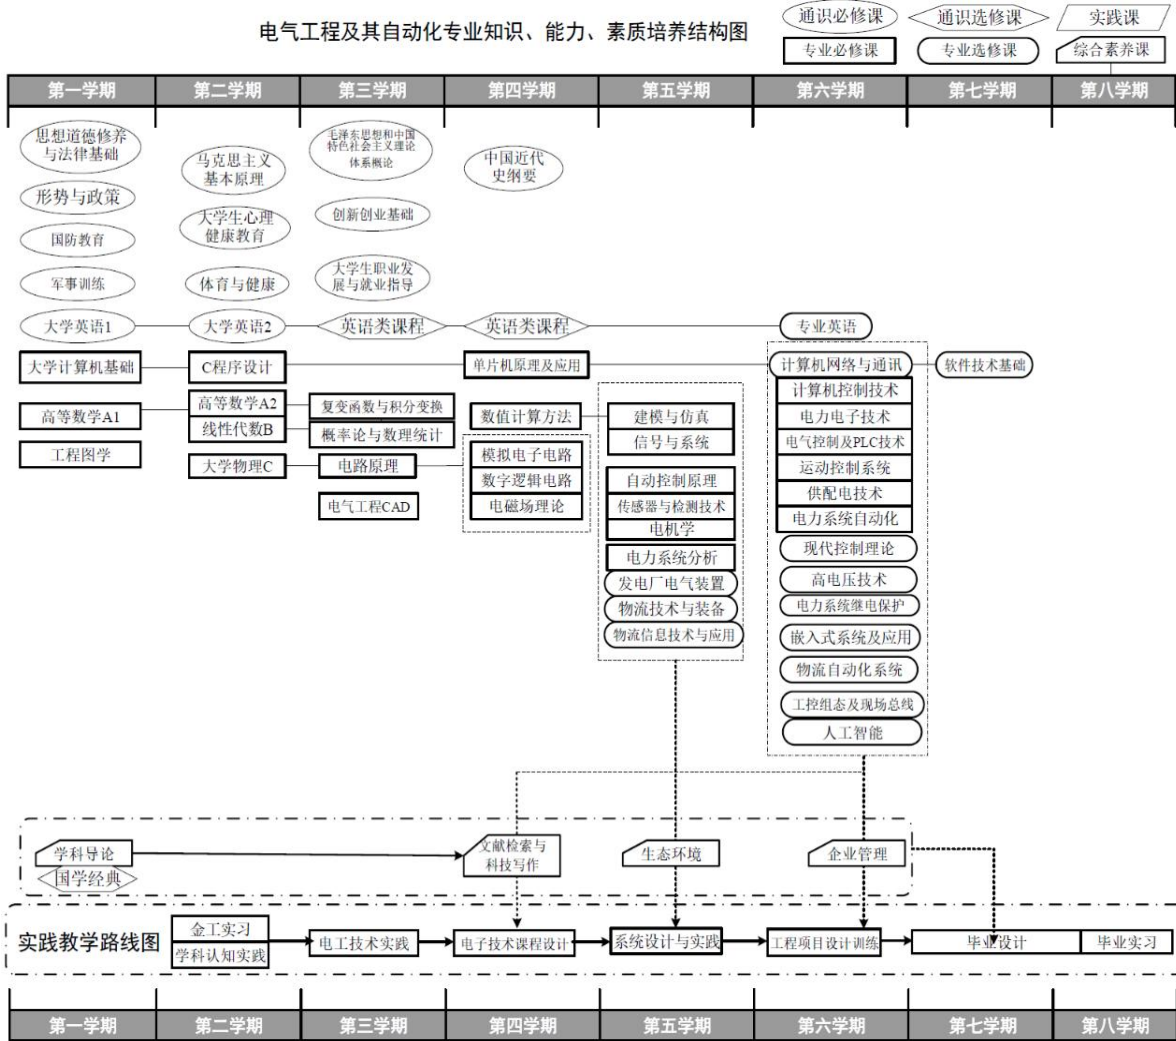 电气工程及其自动化专业知识、能力、素质培养结构图
通识必修课
通识选修课
实践课
专业必修课
专业选修课
综合素养课
第一学期
第二学期
第三学期
第四学期
第五学期
第六学期
第七学期
第八学期
思想道德修养
与法律基础
形势与政策
国防教育
军事训练
大学英语1
大学计算机基础
高等数学A1
工程图学
马克思主义
基本原理
大学生心理
健康教育
体育与健康
大学英语2
C程序设计
高等数学A2
线性代数B
大学物理C
毛泽东思想和中国
特色社会主义理论
体系概论
创新创业基础
大学生职业发
展与就业指导
英语类课程
复变函数与积分变换
概率论与数理统计
电路原理
电气工程CAD
中国近代
史纲要
英语类课程
单片机原理及应用
数值计算方法
模拟电子电路
数字逻辑电路
电磁场理论
建模与仿真
信号与系统
自动控制原理
传感器与检测技术
电机学
电力系统分析
发电厂电气装置
物流技术与装备
物流信息技术与应用
专业英语
计算机网络与通讯
计算机控制技术
电力电子技术
电气控制及PLC技术
运动控制系统
供配电技术
电力系统自动化
现代控制理论
高电压技术
电力系统继电保护
嵌入式系统及应用
物流自动化系统
工控组态及现场总线
人工智能
软件技术基础
学科导论
国学经典
文献检索与
科技写作
生态环境
企业管理
实践教学路线图
金工实习
学科认知实践
电工技术实践
电子技术课程设计
系统设计与实践
工程项目设计训练
毕业设计
毕业实习
第一学期
第二学期
第三学期
第四学期
第五学期
第六学期
第七学期
第八学期